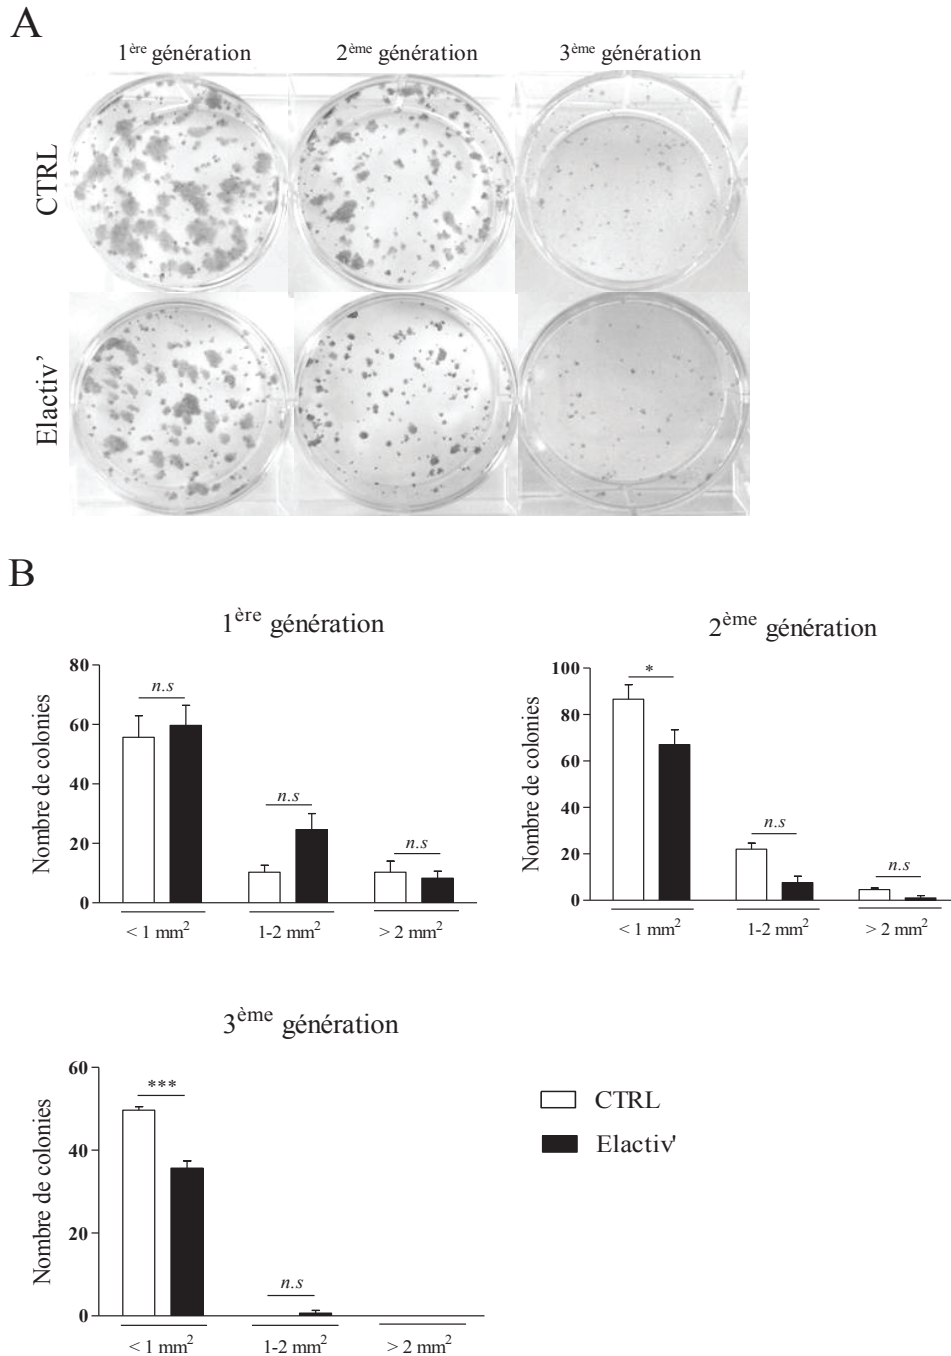 A
1ère génération 2ème génération 3ème génération
CTRL
Elactiv’
B
1ère génération
Nombre de colonies
80
60
40
20
0
n.s
n.s
n.s
< 1 mm²
1-2 mm²
> 2 mm²
2ème génération
Nombre de colonies
100
80
60
40
20
0
*
n.s
n.s
< 1 mm²
1-2 mm²
> 2 mm²
3ème génération
Nombre de colonies
60
40
20
0
***
n.s
< 1 mm²
1-2 mm²
> 2 mm²
CTRL
Elactiv'